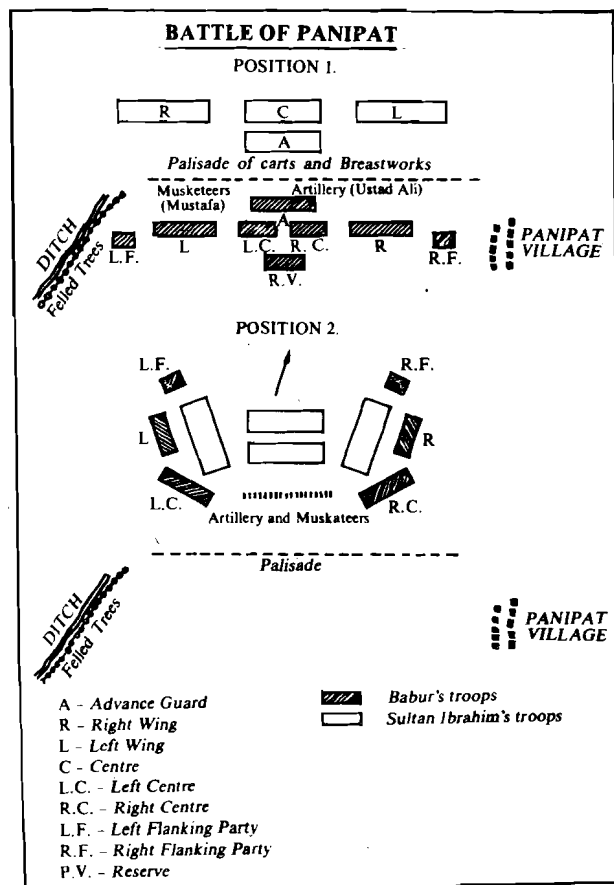 BATTLE OF PANIPAT
POSITION 1.
R C L
A
Palisade of carts and Breastworks
Musketeers Artillery (Ustad Ali)
(Mustafa)
A
L.F. L L.C. R. C. R R.F.
R.V.
DITCH
Felled Trees
PANIPAT
VILLAGE
POSITION 2.
L.F. R.F.
L R
L.C. R.C.
Artillery and Muskateers
Palisade
DITCH
Felled Trees
PANIPAT
VILLAGE
A - Advance Guard
R - Right Wing
L - Left Wing
C - Centre
L.C. - Left Centre
R.C. - Right Centre
L.F. - Left Flanking Party
R.F. - Right Flanking Party
P.V. - Reserve
Babur's troops
Sultan Ibrahim's troops